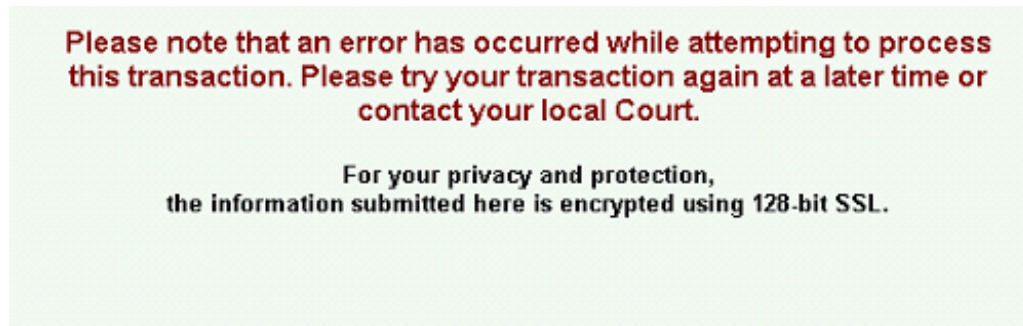 Please note that an error has occurred while attempting to process
this transaction. Please try your transaction again at a later time or
contact your local Court.
For your privacy and protection,
the information submitted here is encrypted using 128-bit SSL.